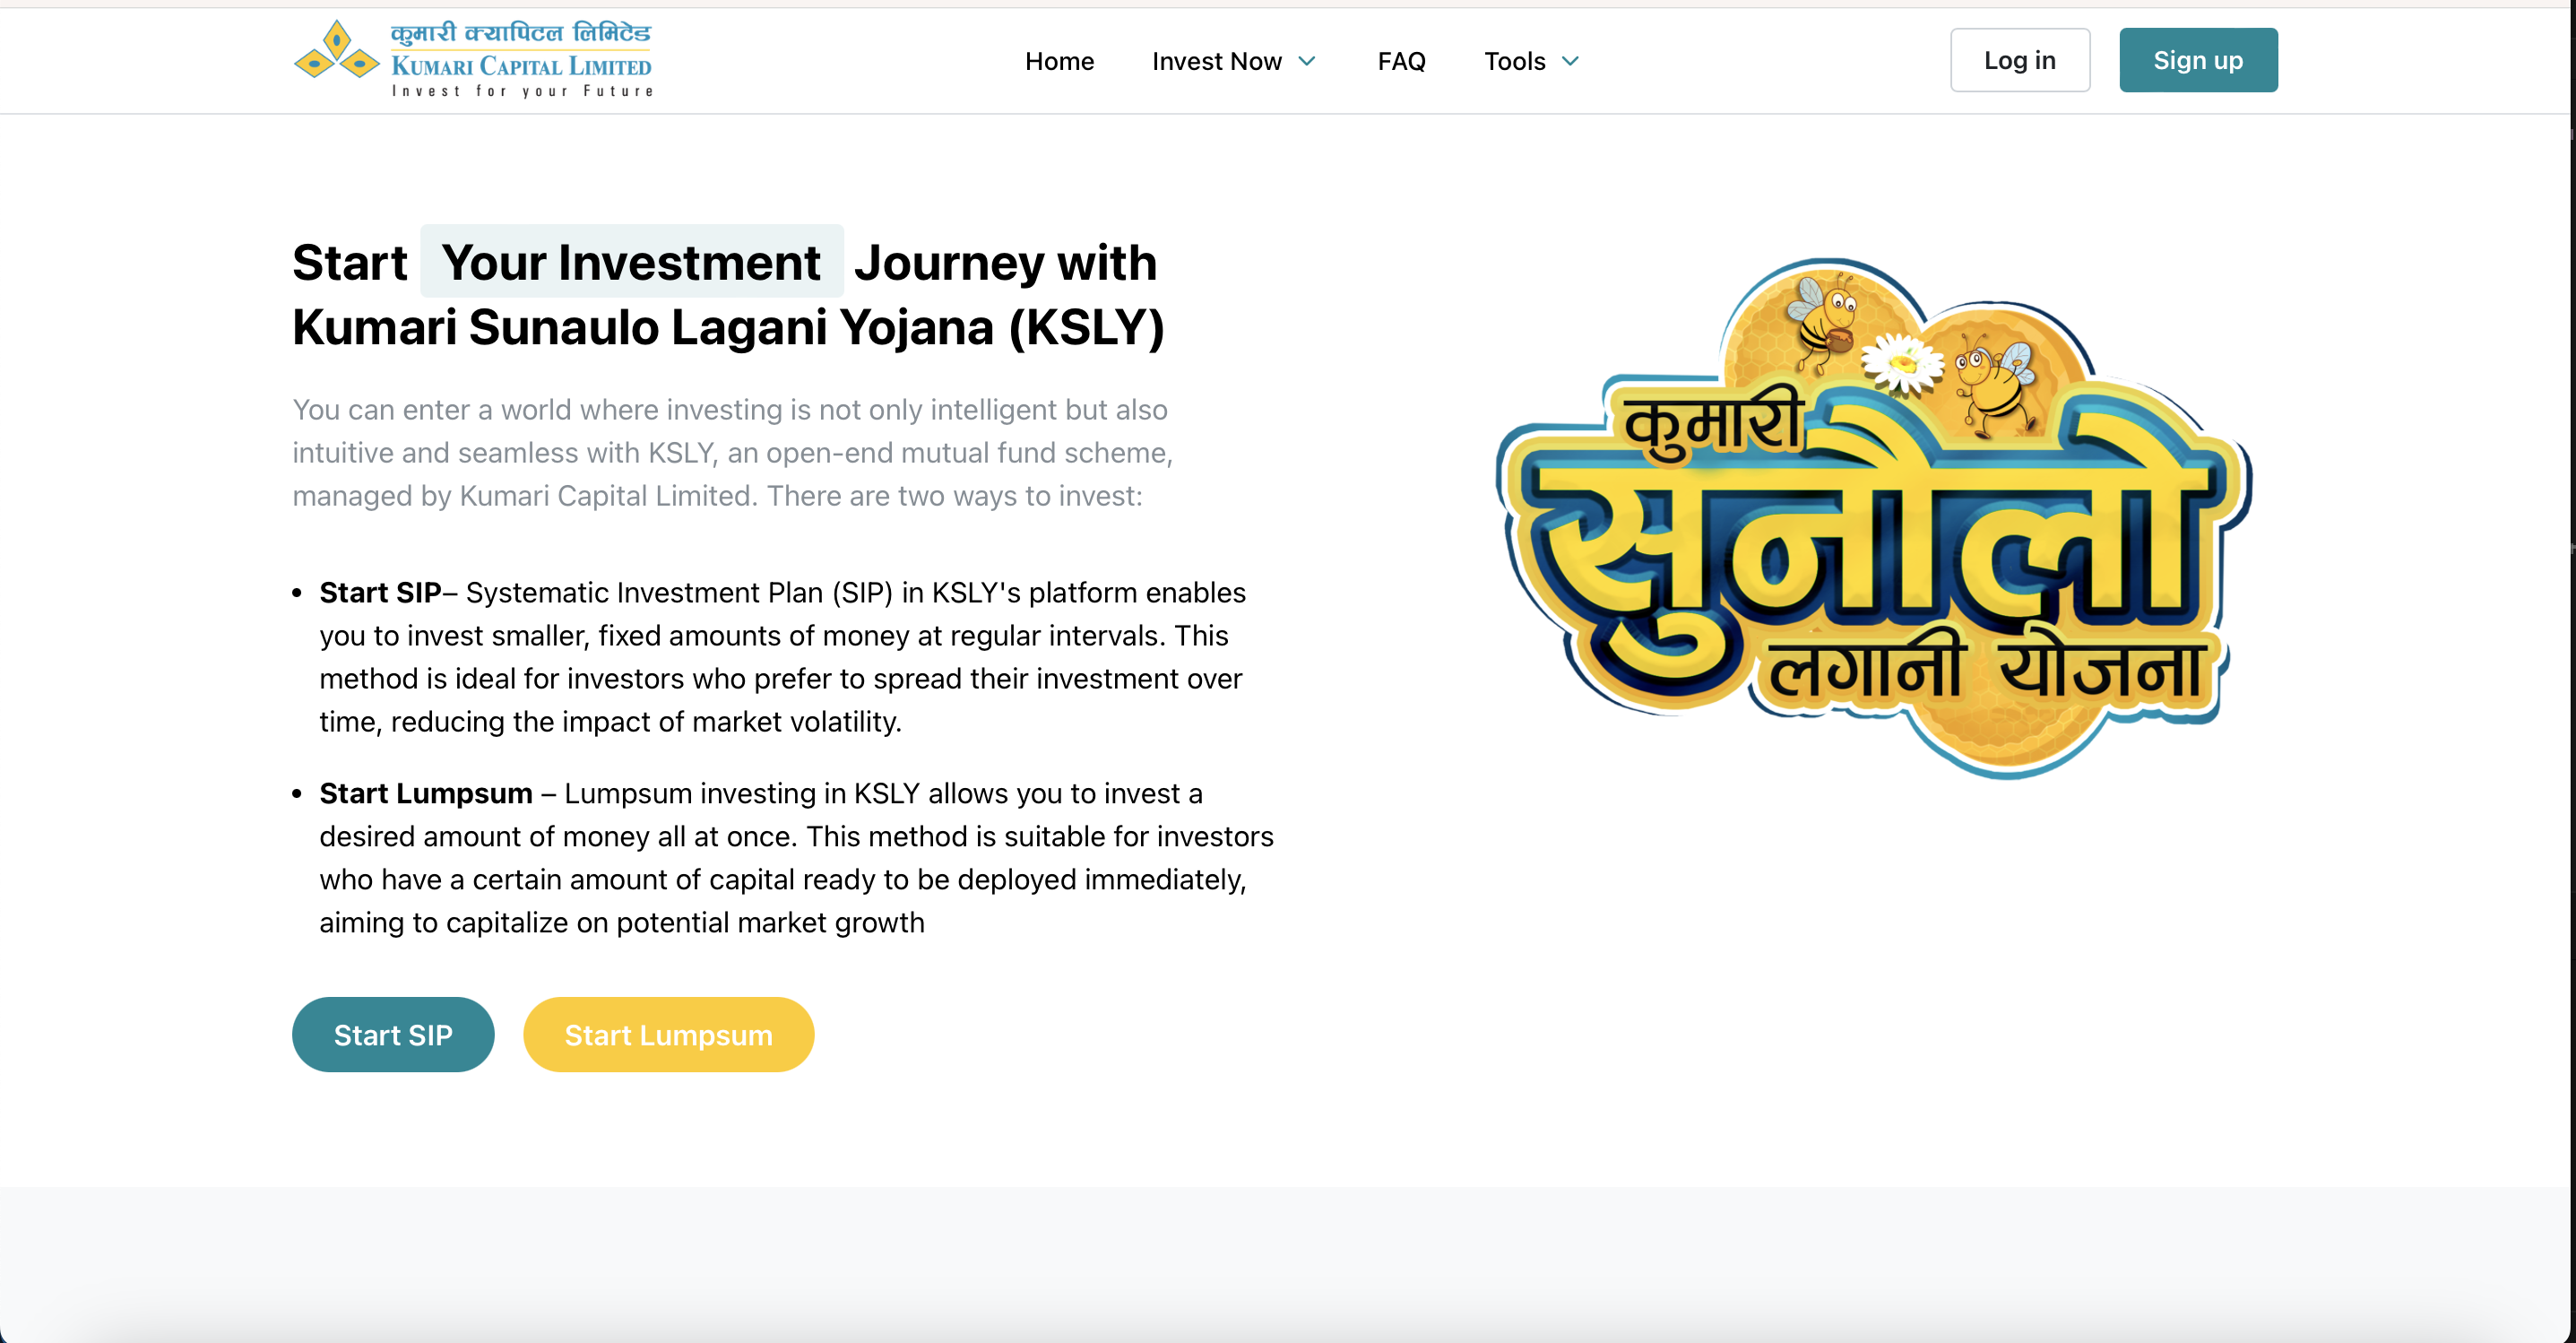 कुमारी क्यापिटल लिमिटेड
KUMARI CAPITAL LIMITED
Invest for your Future
Home
Invest Now
FAQ
Tools
Log in
Sign up
Start Your Investment Journey with
Kumari Sunaulo Lagani Yojana (KSLY)
You can enter a world where investing is not only intelligent but also
intuitive and seamless with KSLY, an open-end mutual fund scheme,
managed by Kumari Capital Limited. There are two ways to invest:
• Start SIP– Systematic Investment Plan (SIP) in KSLY's platform enables
you to invest smaller, fixed amounts of money at regular intervals. This
method is ideal for investors who prefer to spread their investment over
time, reducing the impact of market volatility.
• Start Lumpsum – Lumpsum investing in KSLY allows you to invest a
desired amount of money all at once. This method is suitable for investors
who have a certain amount of capital ready to be deployed immediately,
aiming to capitalize on potential market growth
Start SIP
Start Lumpsum
कुमारी
सुनौलो
लगानी योजना